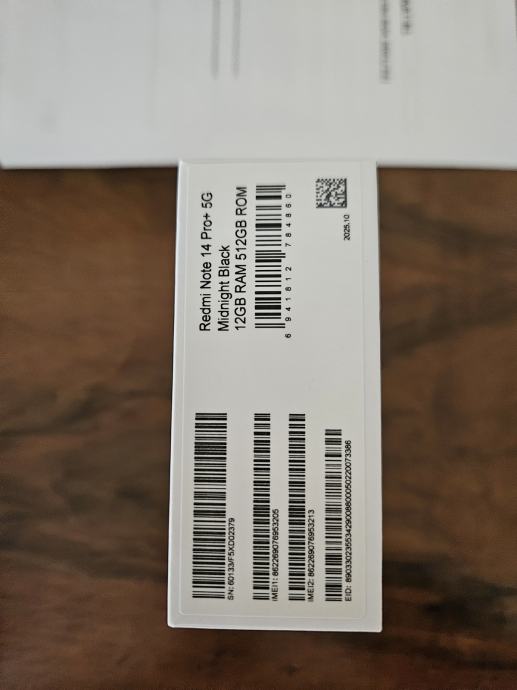 Redmi Note 14 Pro+ 5G
Midnight Black
12GB RAM 512GB ROM
6 941812 784860
2025.10
SN: 60133/F5XD02379
IMEI1: 862269076953205
IMEI2: 862269076953213
EID: 89033023553429008800050220073386